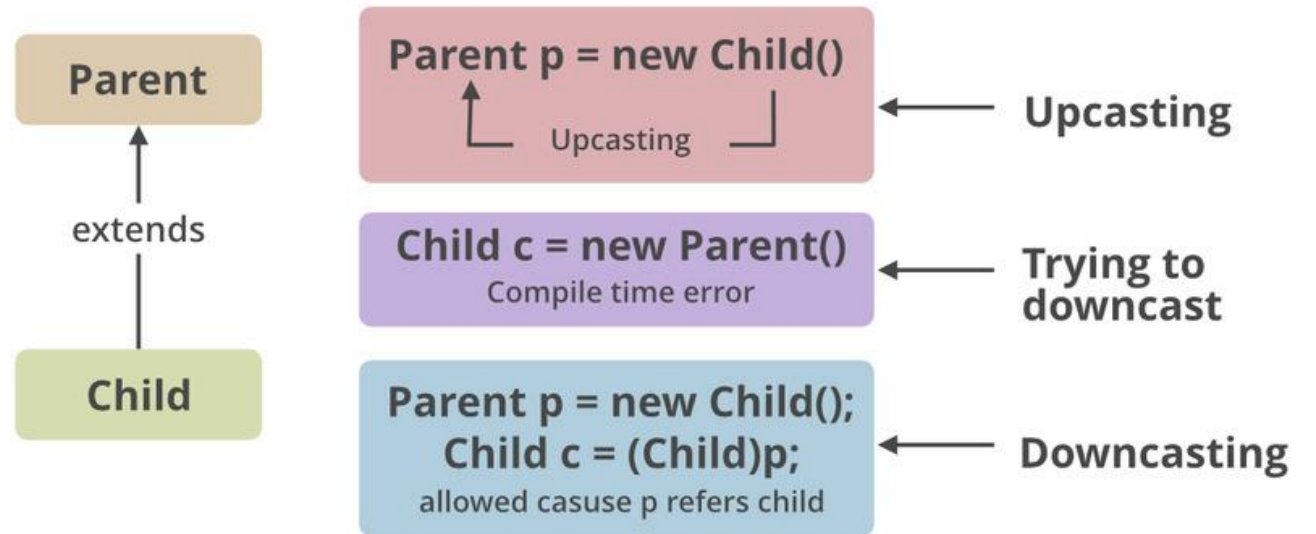 Parent
extends
Child
Parent p = new Child()
Upcasting
Upcasting
Child c = new Parent()
Compile time error
Trying to
downcast
Parent p = new Child();
Child c = (Child)p;
allowed casuse p refers child
Downcasting